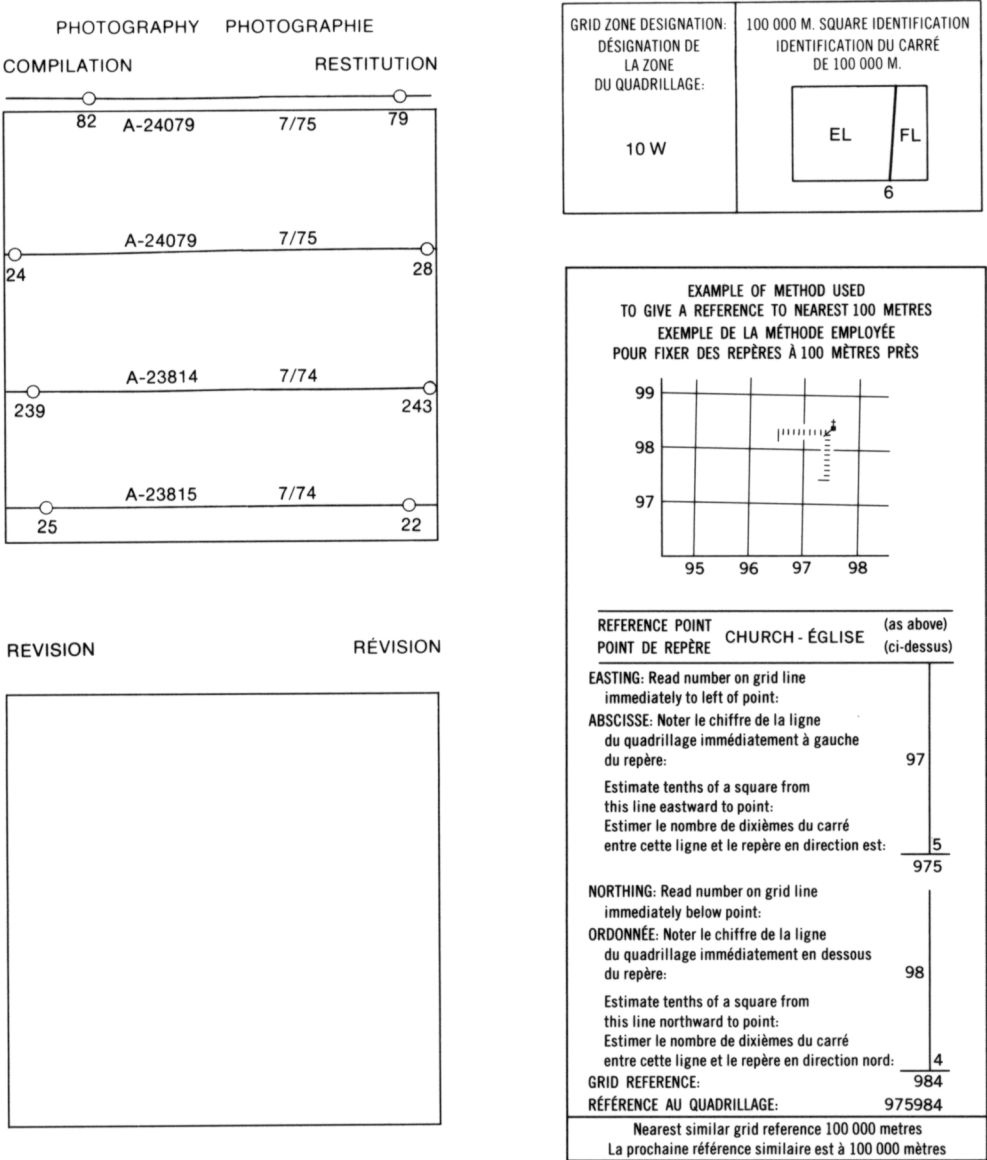 PHOTOGRAPHY PHOTOGRAPHIE
COMPILATION RESTITUTION
82 A-24079 7/75 79
A-24079 7/75
24 28
A-23814 7/74
239 243
A-23815 7/74
25 22
REVISION RÉVISION
GRID ZONE DESIGNATION:
DÉSIGNATION DE
LA ZONE
DU QUADRILLAGE:
10 W
100 000 M. SQUARE IDENTIFICATION
IDENTIFICATION DU CARRÉ
DE 100 000 M.
EL FL
6
EXAMPLE OF METHOD USED
TO GIVE A REFERENCE TO NEAREST 100 METRES
EXEMPLE DE LA MÉTHODE EMPLOYÉE
POUR FIXER DES REPÈRES À 100 MÈTRES PRÈS
99
98
97
95 96 97 98
REFERENCE POINT
POINT DE REPÈRE
CHURCH - ÉGLISE
(as above)
(ci-dessus)
EASTING: Read number on grid line
immediately to left of point:
ABSCISSE: Noter le chiffre de la ligne
du quadrillage immédiatement à gauche
du repère: 97
Estimate tenths of a square from
this line eastward to point:
Estimer le nombre de dixièmes du carré
entre cette ligne et le repère en direction est: 5
975
NORTHING: Read number on grid line
immediately below point:
ORDONNÉE: Noter le chiffre de la ligne
du quadrillage immédiatement en dessous
du repère: 98
Estimate tenths of a square from
this line northward to point:
Estimer le nombre de dixièmes du carré
entre cette ligne et le repère en direction nord: 4
GRID REFERENCE: 984
RÉFÉRENCE AU QUADRILLAGE: 975984
Nearest similar grid reference 100 000 metres
La prochaine référence similaire est à 100 000 mètres